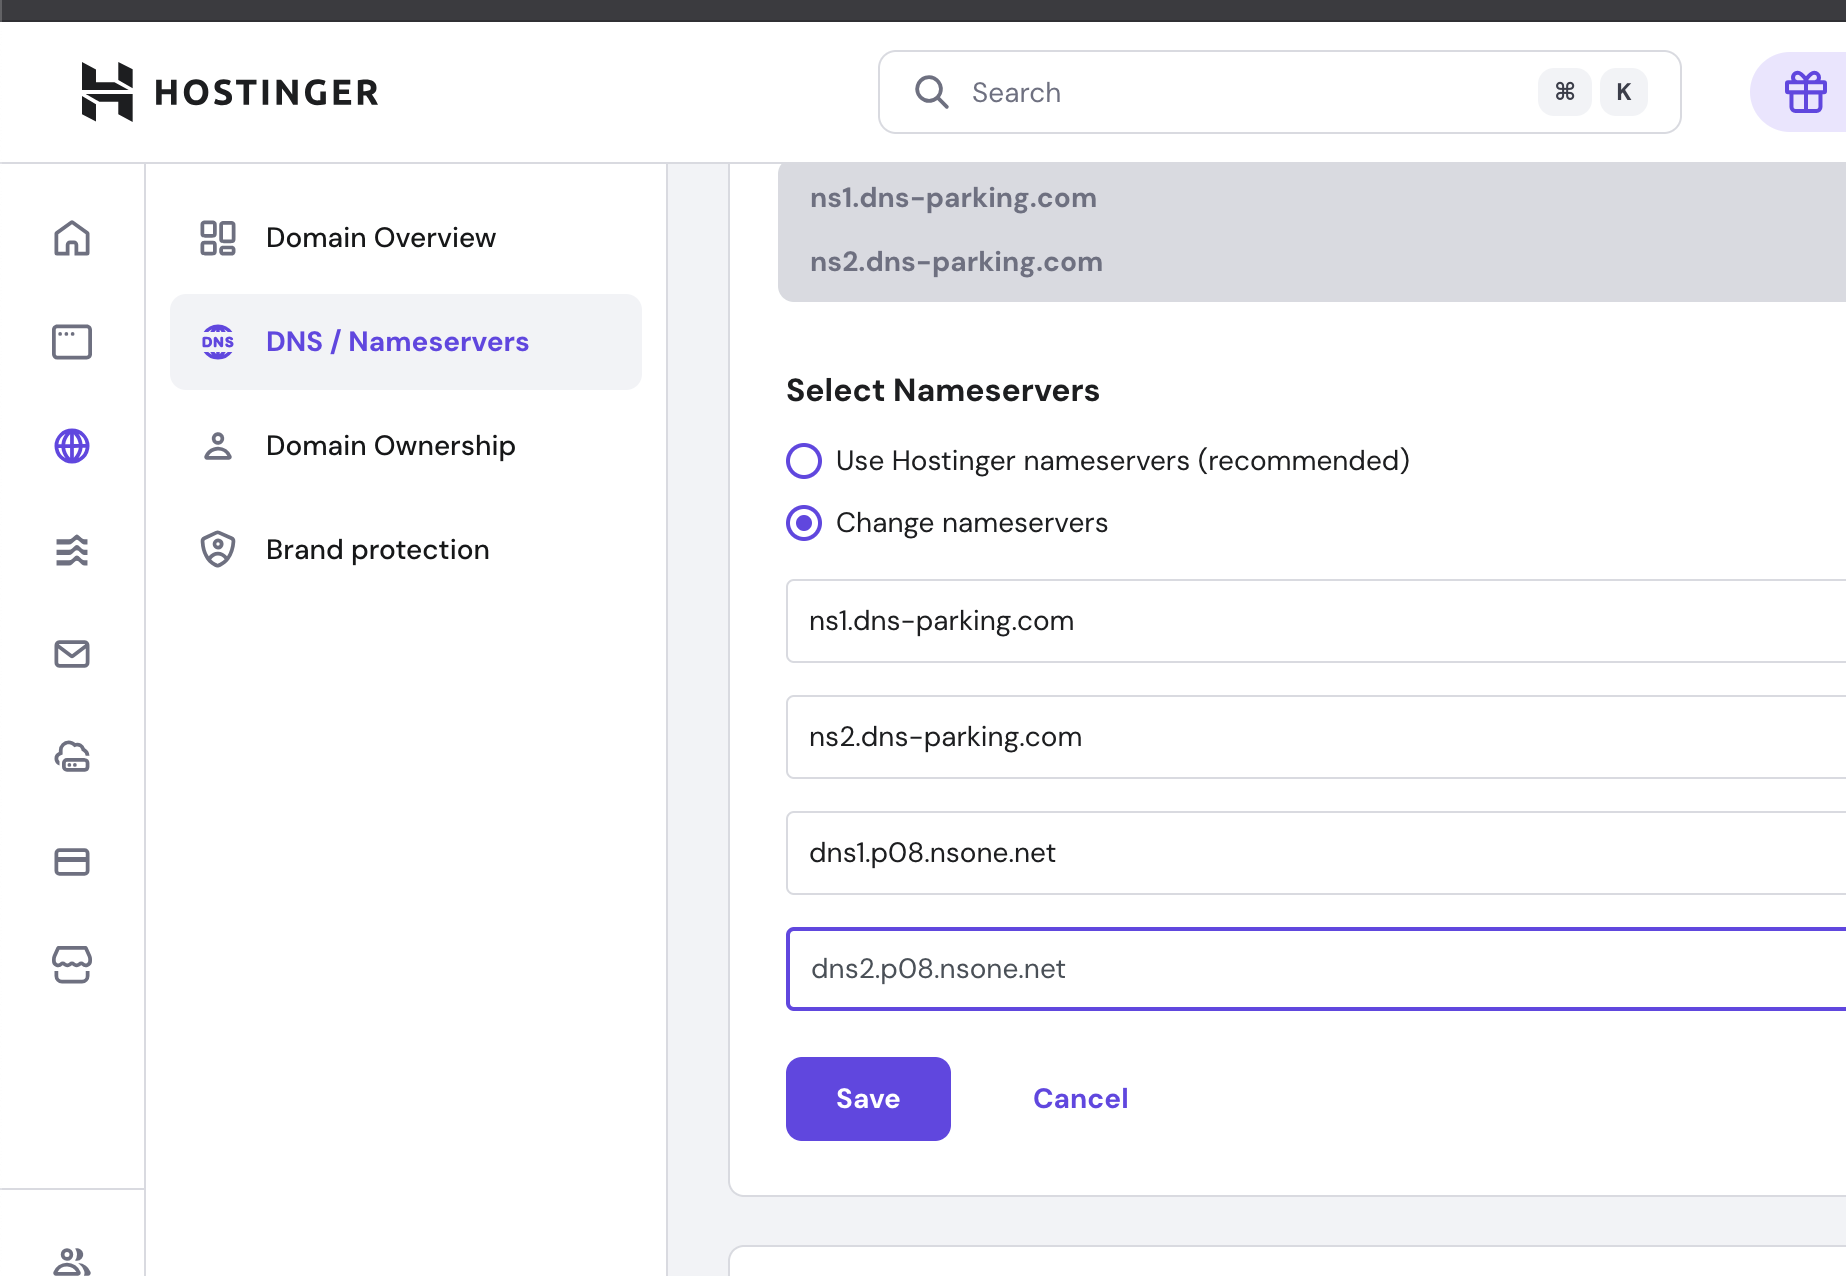 HOSTINGER
Search
⌘ K
ns1.dns-parking.com
ns2.dns-parking.com
Domain Overview
DNS
DNS / Nameservers
Domain Ownership
Brand protection
Select Nameservers
Use Hostinger nameservers (recommended)
Change nameservers
ns1.dns-parking.com
ns2.dns-parking.com
dns1.p08.nsone.net
dns2.p08.nsone.net
Save
Cancel